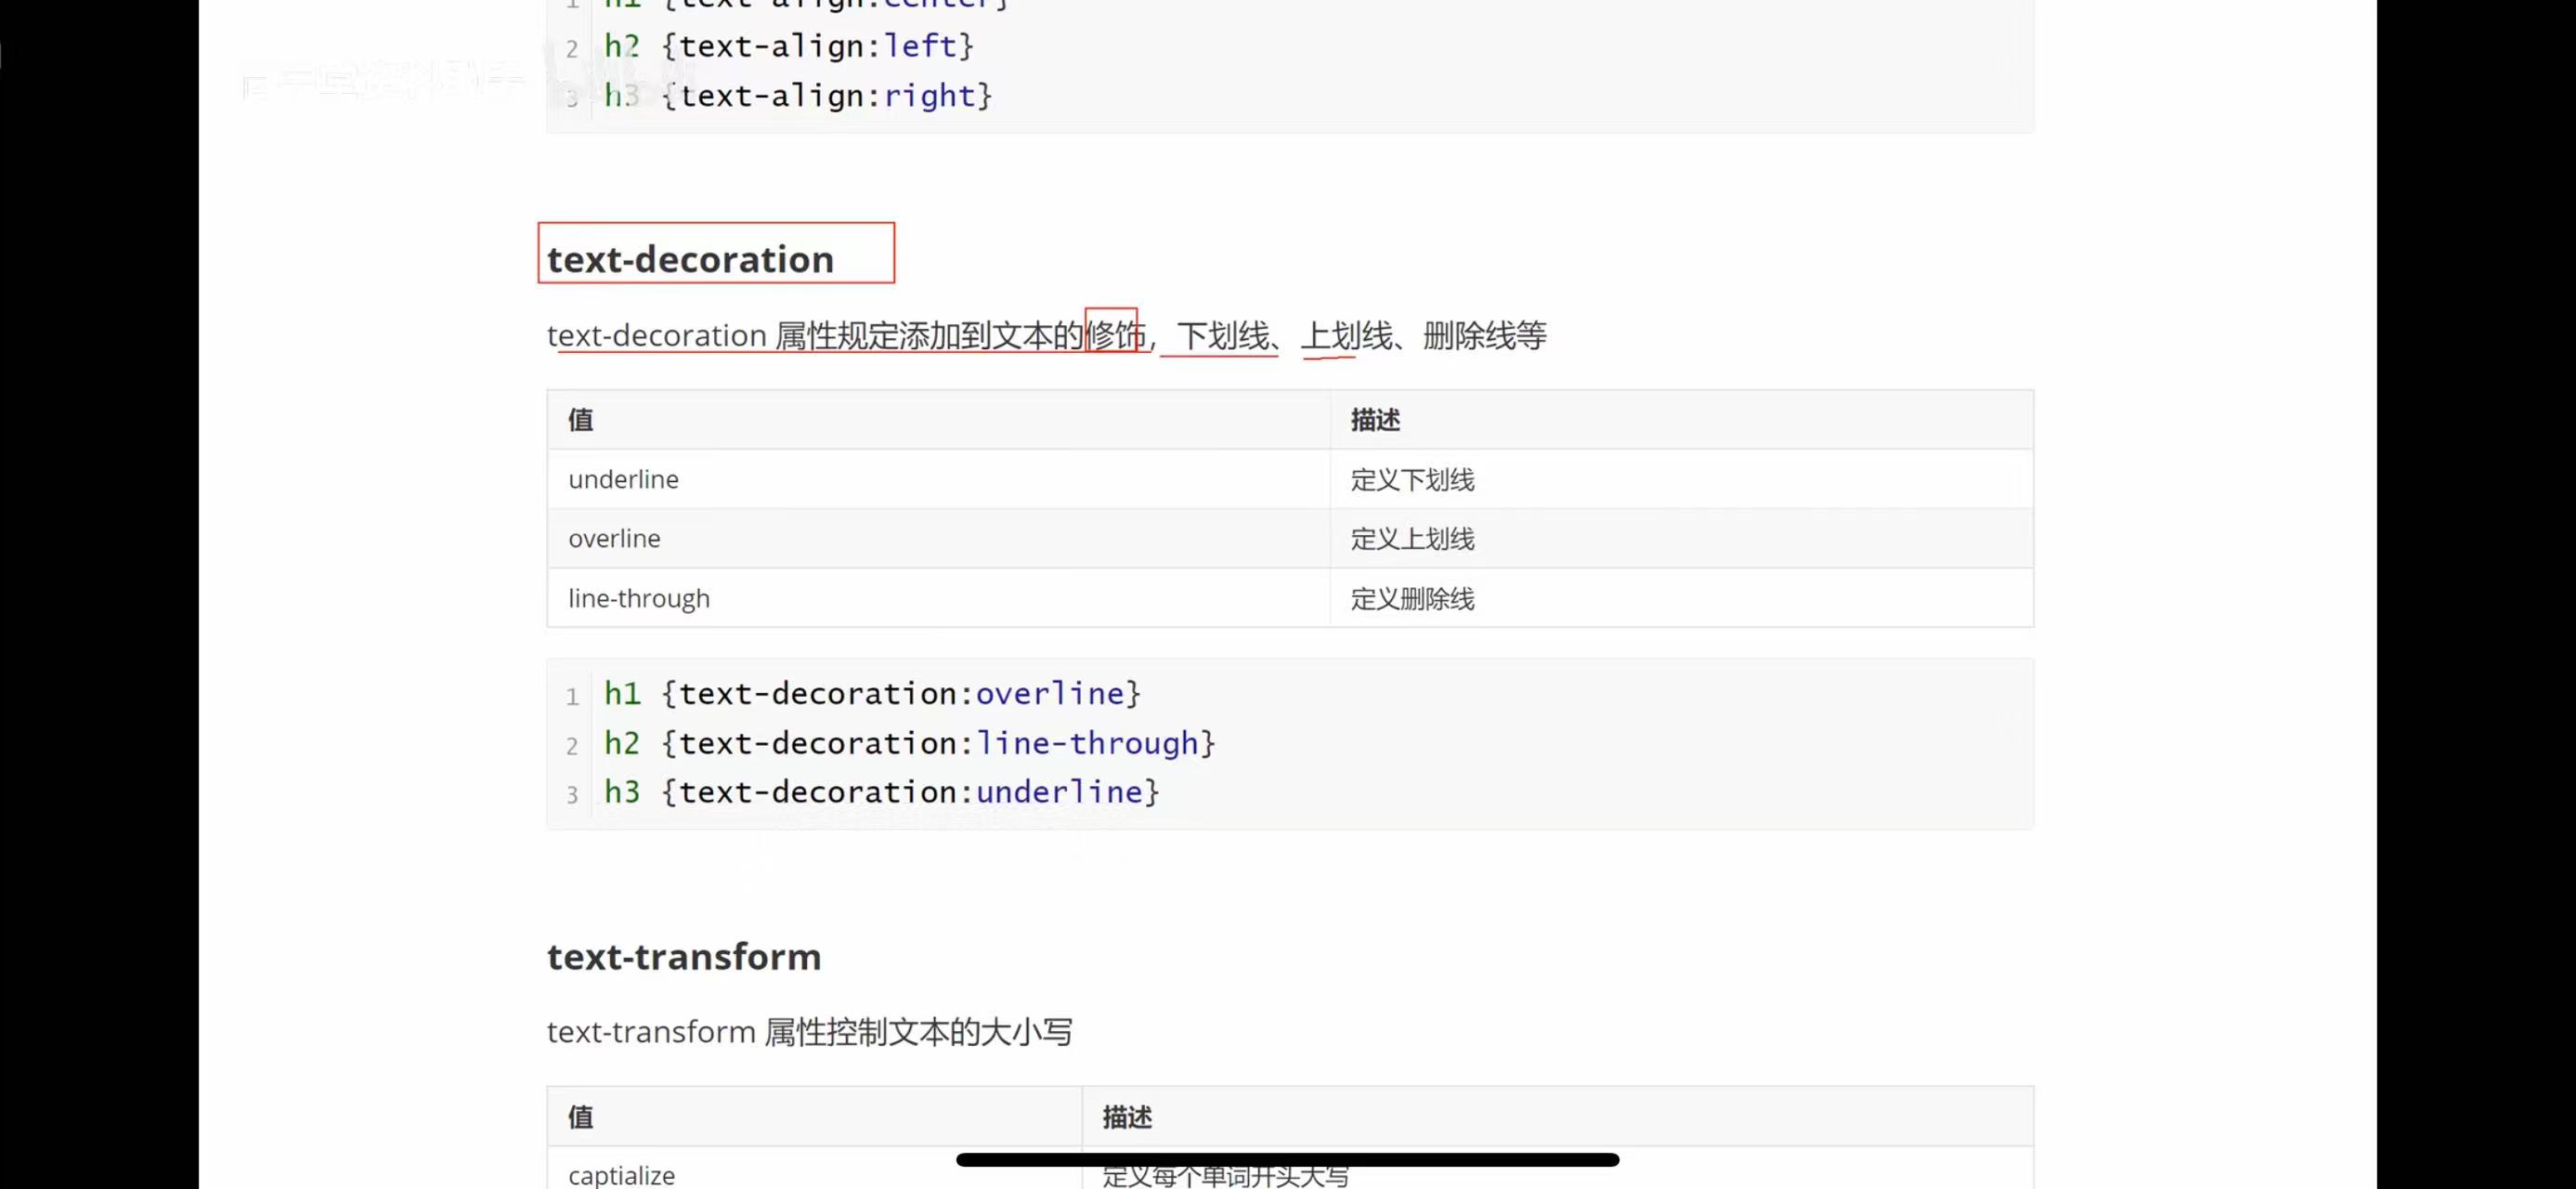 h1 {text-align:center}
2 h2 {text-align:left}
3 h3 {text-align:right}
text-decoration
text-decoration 属性规定添加到文本的修饰，下划线、上划线、删除线等
值 描述
underline 定义下划线
overline 定义上划线
line-through 定义删除线
1 h1 {text-decoration:overline}
2 h2 {text-decoration:line-through}
3 h3 {text-decoration:underline}
text-transform
text-transform 属性控制文本的大小写
值 描述
captialize 定义每个单词开头大写